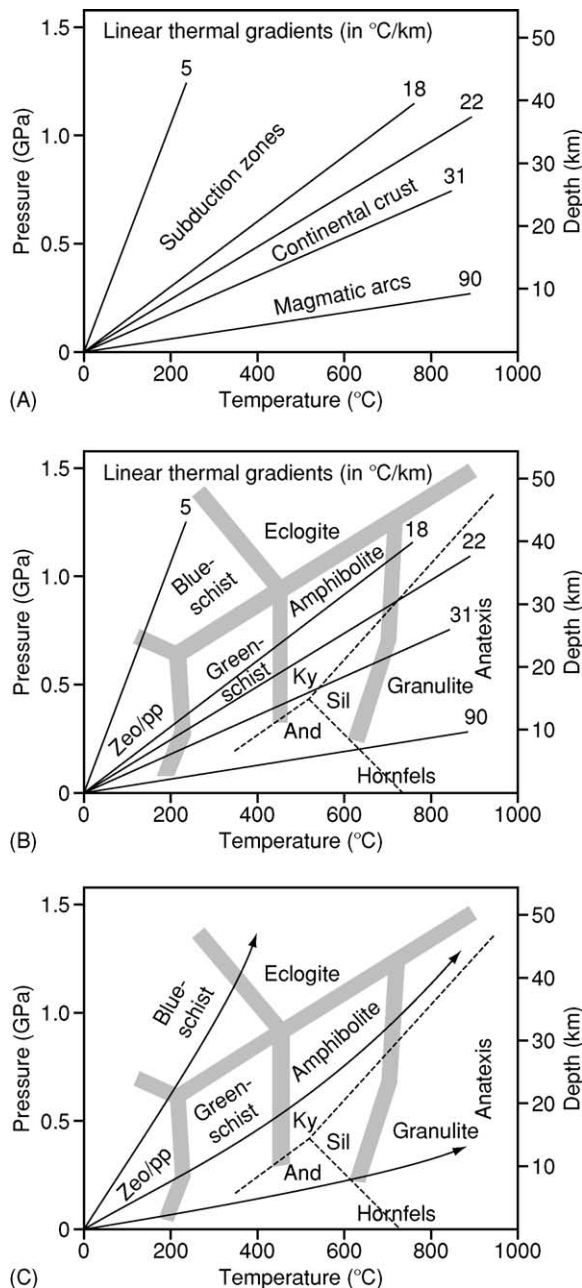 Linear thermal gradients (in °C/km)
5
18
22
31
90
Subduction zones
Continental crust
Magmatic arcs
Pressure (GPa)
1.5
1.0
0.5
0
Depth (km)
50
40
30
20
10
0 200 400 600 800 1000
(A) Temperature (°C)
Linear thermal gradients (in °C/km)
5
18
22
31
90
Eclogite
Blue-
schist
Amphibolite
Green-
schist
Zeo/pp
Ky
Sil
And
Granulite
Anatexis
Hornfels
Pressure (GPa)
1.5
1.0
0.5
0
Depth (km)
50
40
30
20
10
0 200 400 600 800 1000
(B) Temperature (°C)
Eclogite
Blue-
schist
Amphibolite
Green-
schist
Zeo/pp
Ky
Sil
And
Granulite
Anatexis
Hornfels
Pressure (GPa)
1.5
1.0
0.5
0
Depth (km)
50
40
30
20
10
0 200 400 600 800 1000
(C) Temperature (°C)